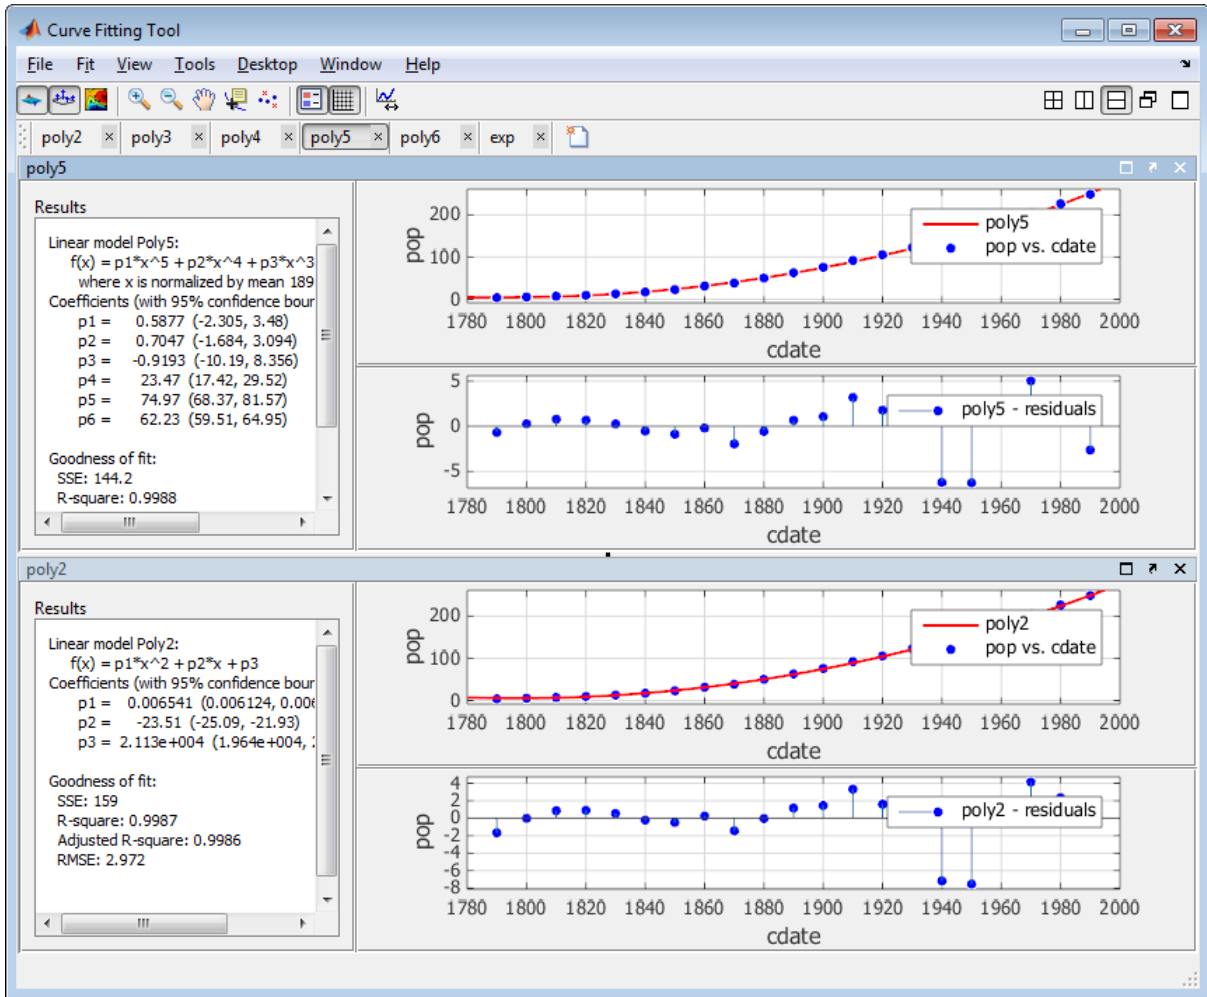 Curve Fitting Tool
File Fit View Tools Desktop Window Help
poly2 poly3 poly4 poly5 poly6 exp
poly5
Results
Linear model Poly5:
f(x) = p1*x^5 + p2*x^4 + p3*x^3
where x is normalized by mean 189
Coefficients (with 95% confidence bour
p1 = 0.5877 (-2.305, 3.48)
p2 = 0.7047 (-1.684, 3.094)
p3 = -0.9193 (-10.19, 8.356)
p4 = 23.47 (17.42, 29.52)
p5 = 74.97 (68.37, 81.57)
p6 = 62.23 (59.51, 64.95)
Goodness of fit:
SSE: 144.2
R-square: 0.9988
pop
200
100
0
poly5
pop vs. cdate
1780 1800 1820 1840 1860 1880 1900 1920 1940 1960 1980 2000
cdate
pop
5
0
-5
poly5 - residuals
1780 1800 1820 1840 1860 1880 1900 1920 1940 1960 1980 2000
cdate
poly2
Results
Linear model Poly2:
f(x) = p1*x^2 + p2*x + p3
Coefficients (with 95% confidence bour
p1 = 0.006541 (0.006124, 0.006
p2 = -23.51 (-25.09, -21.93)
p3 = 2.113e+004 (1.964e+004,
Goodness of fit:
SSE: 159
R-square: 0.9987
Adjusted R-square: 0.9986
RMSE: 2.972
pop
200
100
0
poly2
pop vs. cdate
1780 1800 1820 1840 1860 1880 1900 1920 1940 1960 1980 2000
cdate
pop
4
2
0
-2
-4
-6
-8
poly2 - residuals
1780 1800 1820 1840 1860 1880 1900 1920 1940 1960 1980 2000
cdate